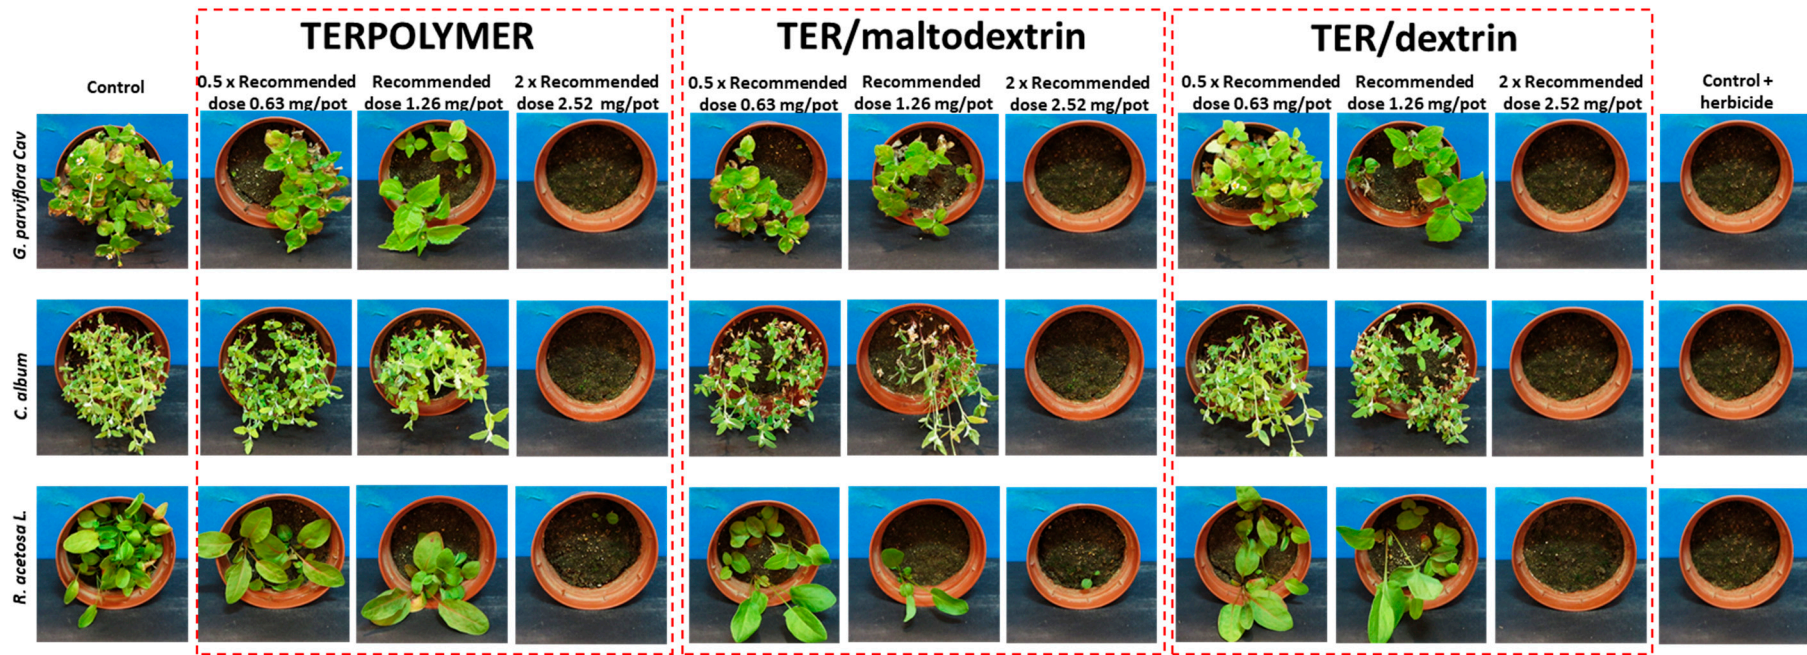 TERPOLYMER
TER/maltodextrin
TER/dextrin
Control
0.5 x Recommended
dose 0.63 mg/pot
Recommended
dose 1.26 mg/pot
2 x Recommended
dose 2.52 mg/pot
0.5 x Recommended
dose 0.63 mg/pot
Recommended
dose 1.26 mg/pot
2 x Recommended
dose 2.52 mg/pot
0.5 x Recommended
dose 0.63 mg/pot
Recommended
dose 1.26 mg/pot
2 x Recommended
dose 2.52 mg/pot
Control +
herbicide
G. parviflora Cav
C. album
R. acetosa L.